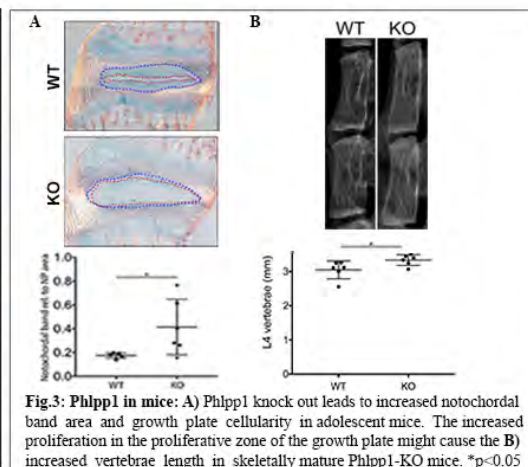 A
B
WT
KO
WT KO
Notochordal band rel. to NP area
1.0
0.8
0.6
0.4
0.2
0.0
*
WT KO
L4 vertebrae (mm)
3
2
1
0
*
WT KO
Fig.3: Phlpp1 in mice: A) Phlpp1 knock out leads to increased notochordal
band area and growth plate cellularity in adolescent mice. The increased
proliferation in the proliferative zone of the growth plate might cause the B)
increased vertebrae length in skeletally mature Phlpp1-KO mice. *p<0.05